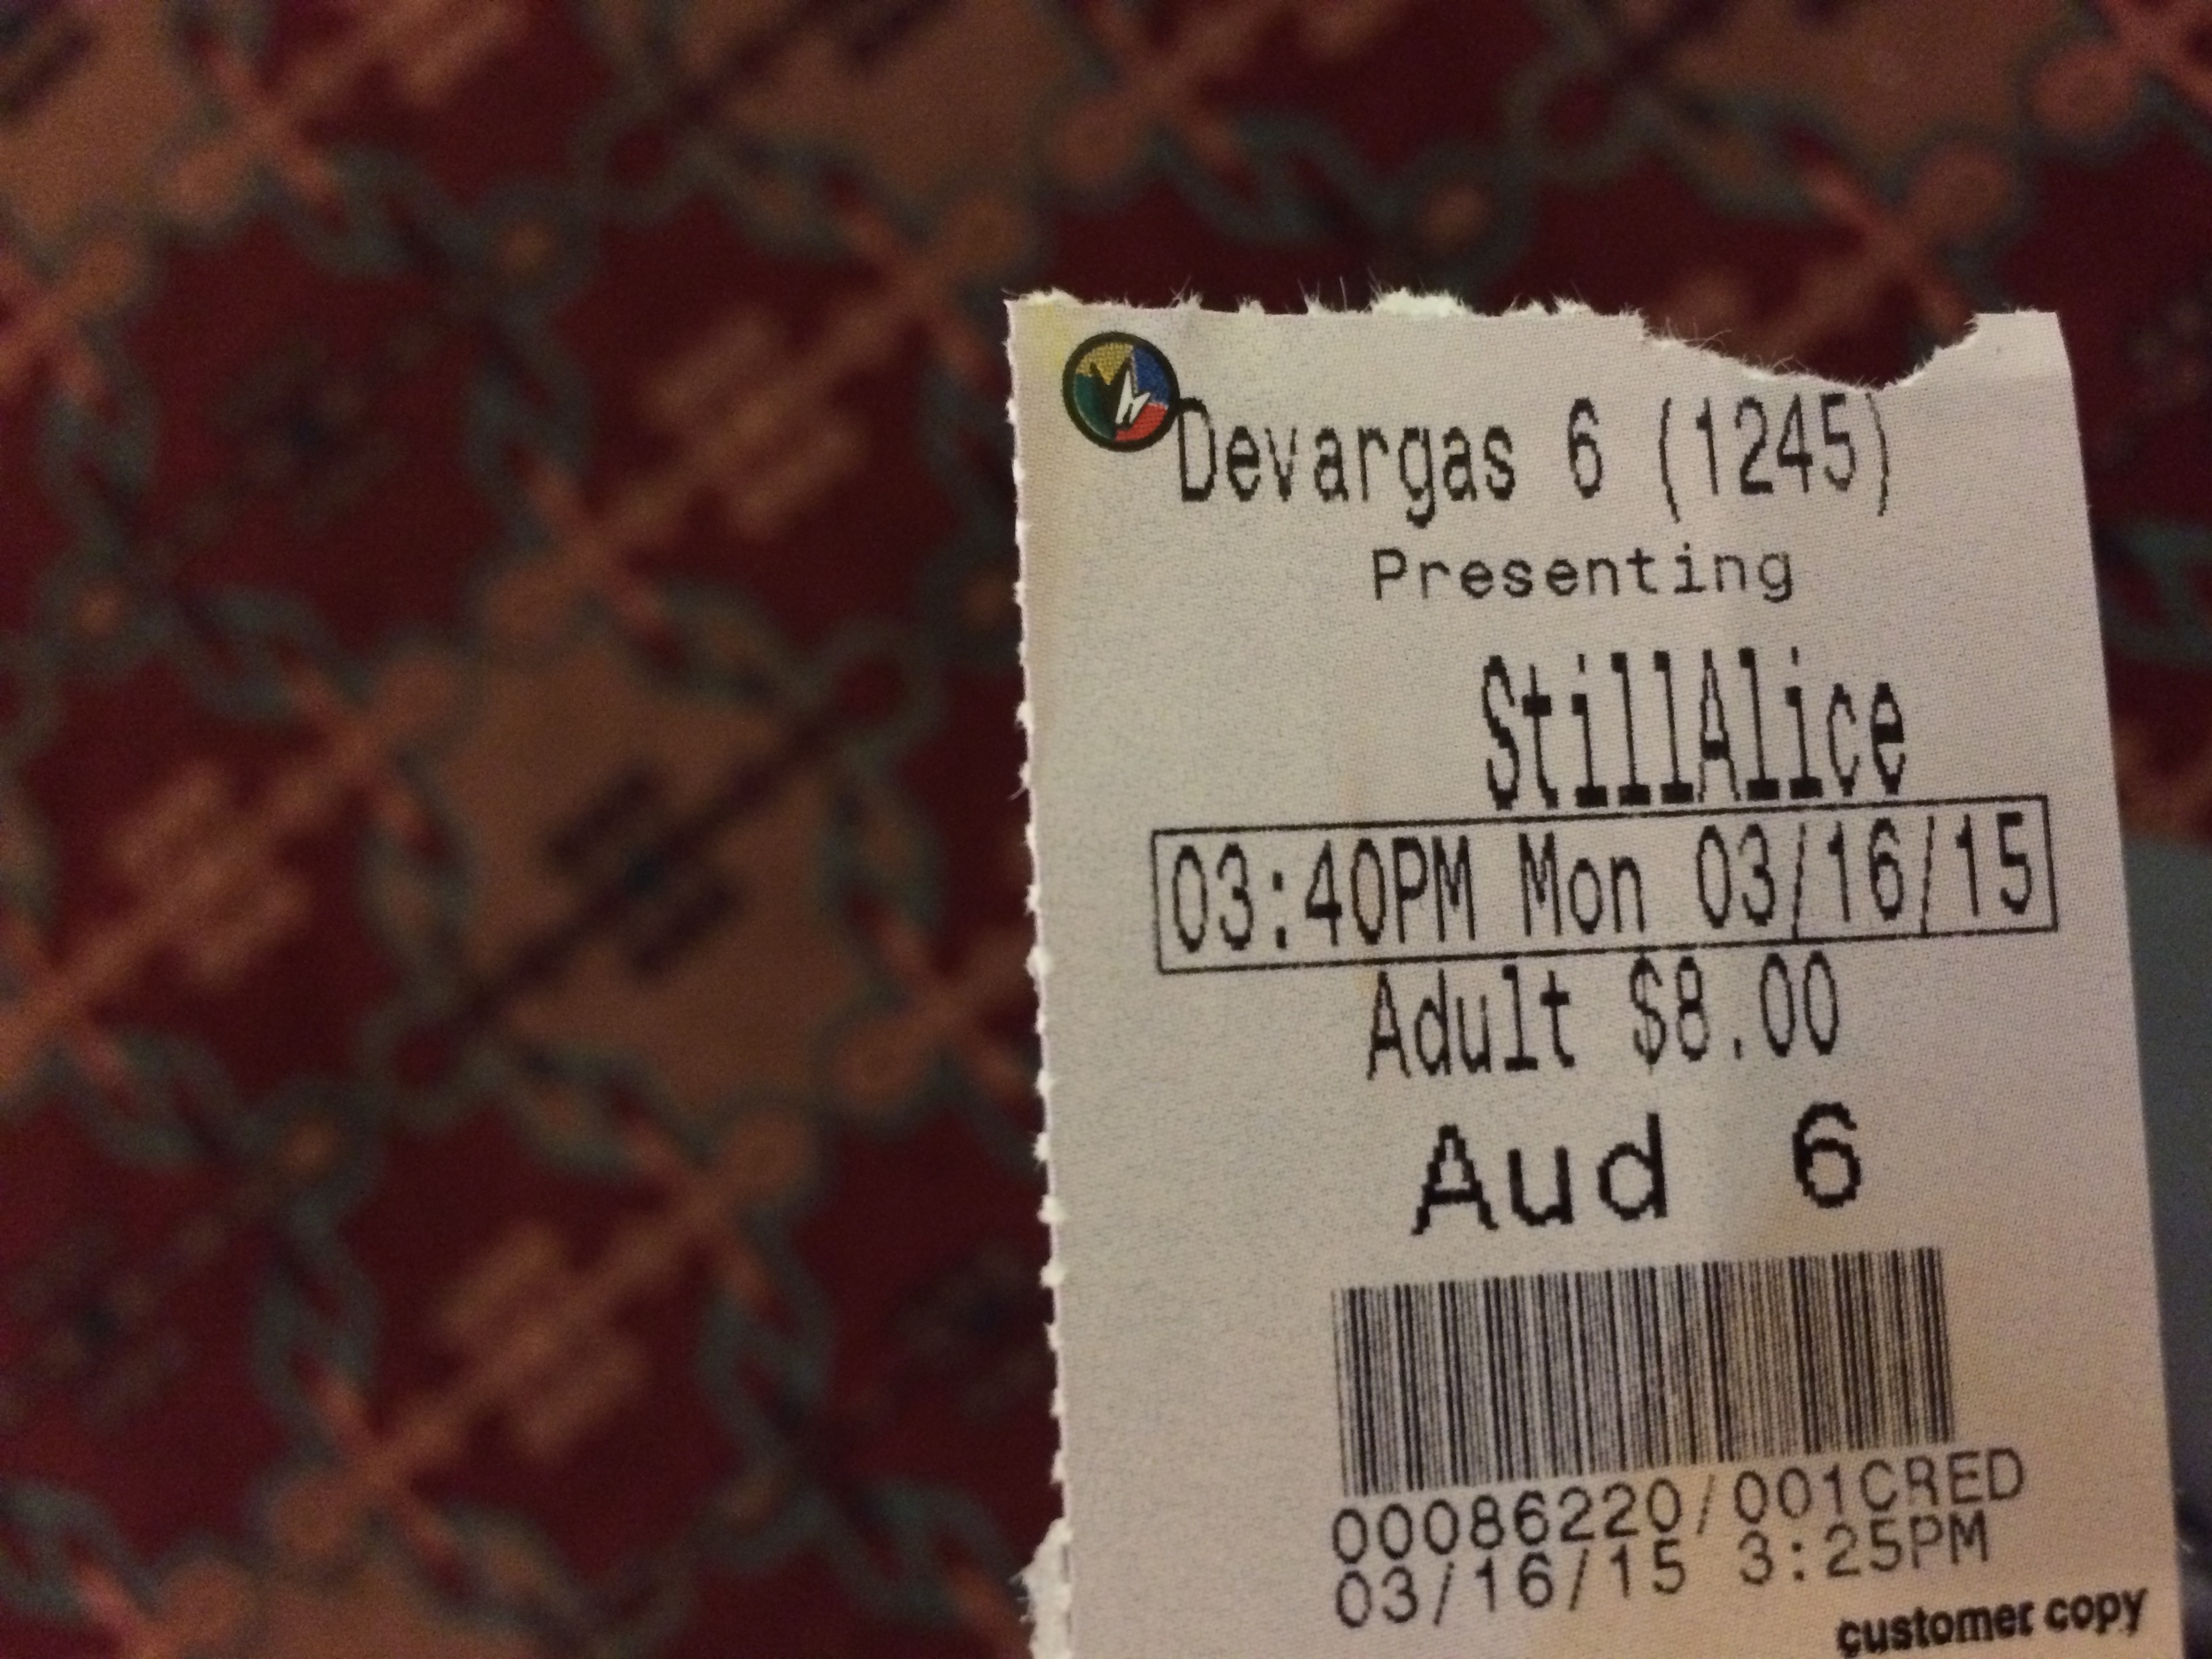 Devargas 6 (1245)
Presenting
StillAlice
03:40PM Mon 03/16/15
Adult $8.00
Aud 6
00086220/001CRED
03/16/15 3:25PM
customer copy